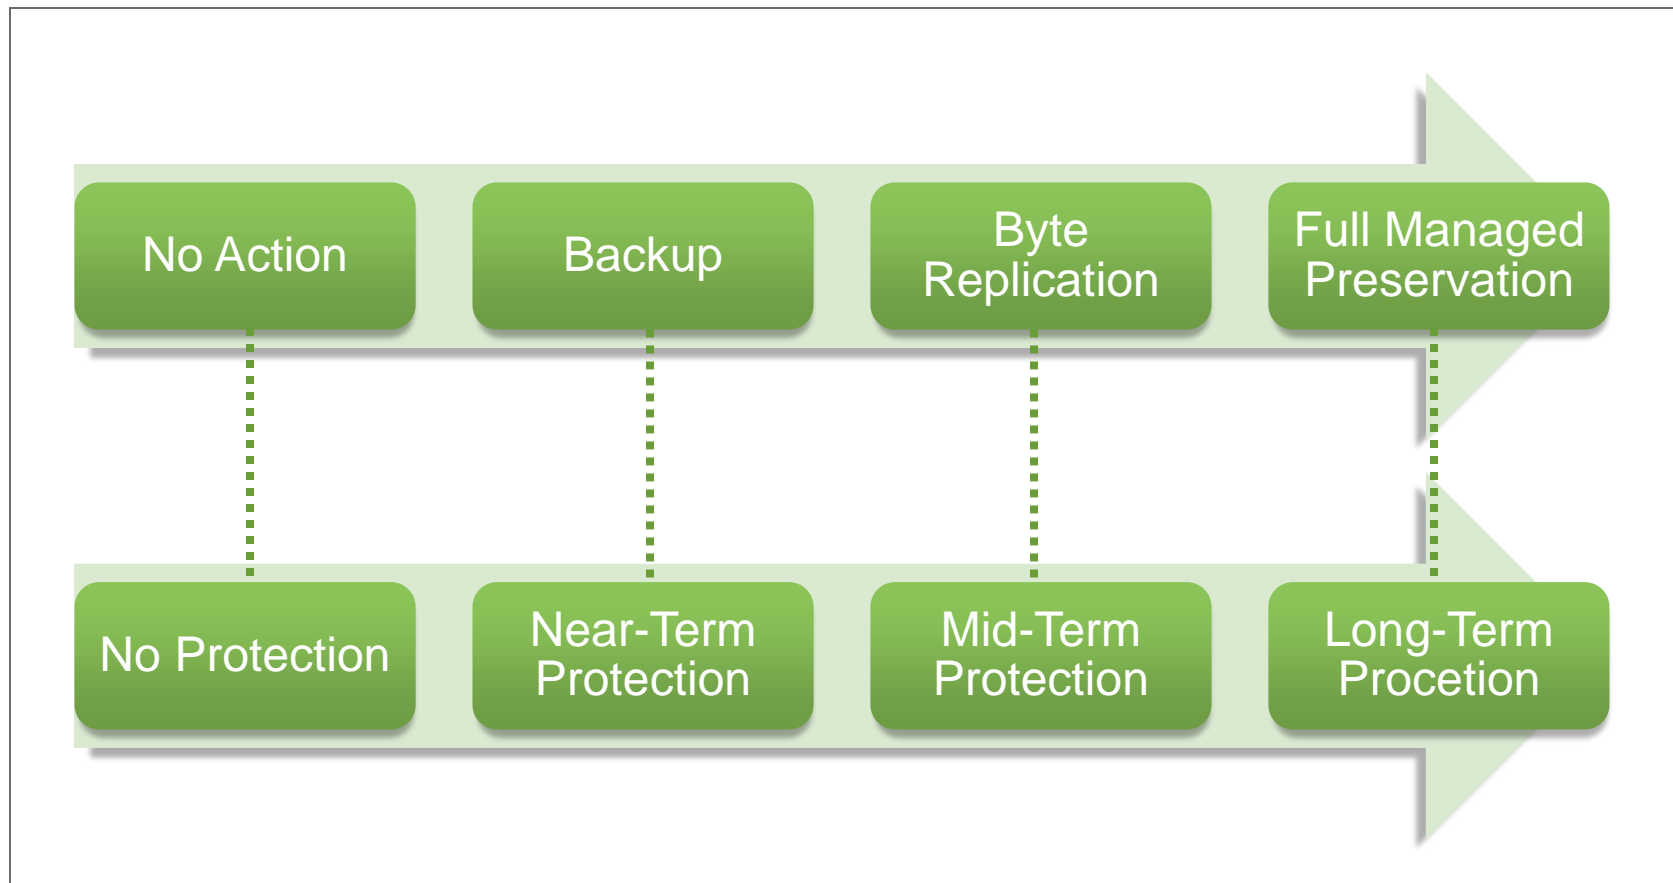 No Action
Backup
Byte
Replication
Full Managed
Preservation
No Protection
Near-Term
Protection
Mid-Term
Protection
Long-Term
Procetion